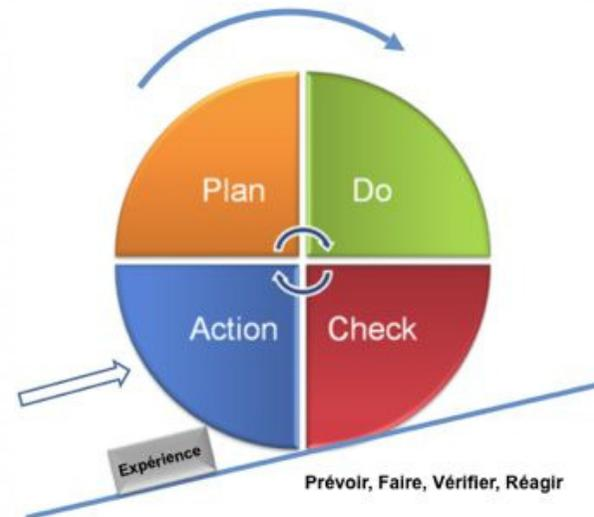 Plan
Do
Action
Check
Expérience
Prévoir, Faire, Vérifier, Réagir